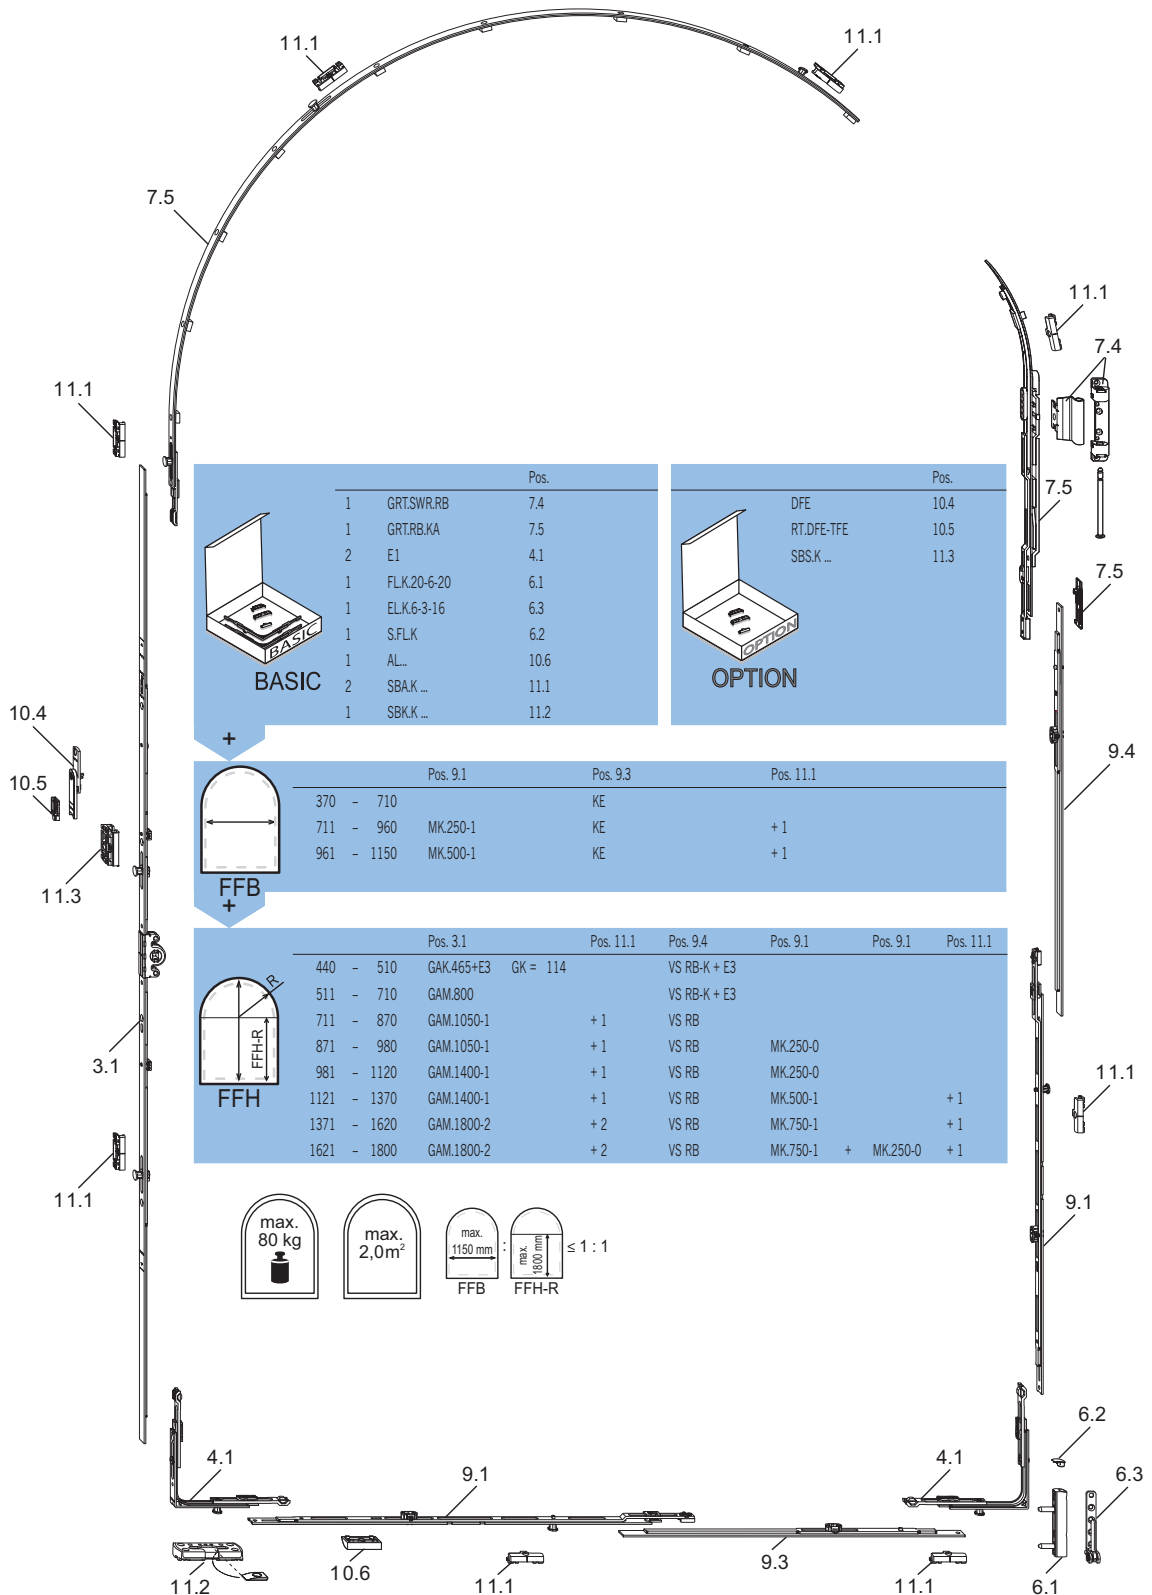 11.1
11.1
7.5
11.1
7.4
11.1
7.5
7.5
Pos.
1 GRT.SWR.RB 7.4
1 GRT.RB.KA 7.5
2 E1 4.1
1 FL.K.20-6-20 6.1
1 EL.K.6-3-16 6.3
1 S.FL.K 6.2
1 AL... 10.6
2 SBA.K ... 11.1
1 SBK.K ... 11.2
BASIC
BASIC
Pos.
DFE 10.4
RT.DFE-TFE 10.5
SBS.K ... 11.3
OPTION
OPTION
+
10.4
10.5
11.3
9.4
Pos. 9.1 Pos. 9.3 Pos. 11.1
370 – 710 KE
711 – 960 MK.250-1 KE + 1
961 – 1150 MK.500-1 KE + 1
FFB
+
Pos. 3.1 Pos. 11.1 Pos. 9.4 Pos. 9.1 Pos. 9.1 Pos. 11.1
440 – 510 GAK.465+E3 GK = 114 VS RB-K + E3
511 – 710 GAM.800 VS RB-K + E3
711 – 870 GAM.1050-1 + 1 VS RB
871 – 980 GAM.1050-1 + 1 VS RB MK.250-0
981 – 1120 GAM.1400-1 + 1 VS RB MK.250-0
1121 – 1370 GAM.1400-1 + 1 VS RB MK.500-1 + 1
1371 – 1620 GAM.1800-2 + 2 VS RB MK.750-1 + 1
1621 – 1800 GAM.1800-2 + 2 VS RB MK.750-1 + MK.250-0 + 1
R
FFH-R
FFH
3.1
11.1
11.1
9.1
max.
80 kg
max.
2,0m²
max.
1150 mm
FFB
:
max.
1800 mm
FFH-R
≤ 1 : 1
4.1
9.1
4.1
6.2
6.3
11.2
10.6
11.1
9.3
11.1
6.1